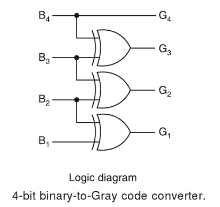 B4 G4
G3
B3
G2
B2
G1
B1
Logic diagram
4-bit binary-to-Gray code converter.